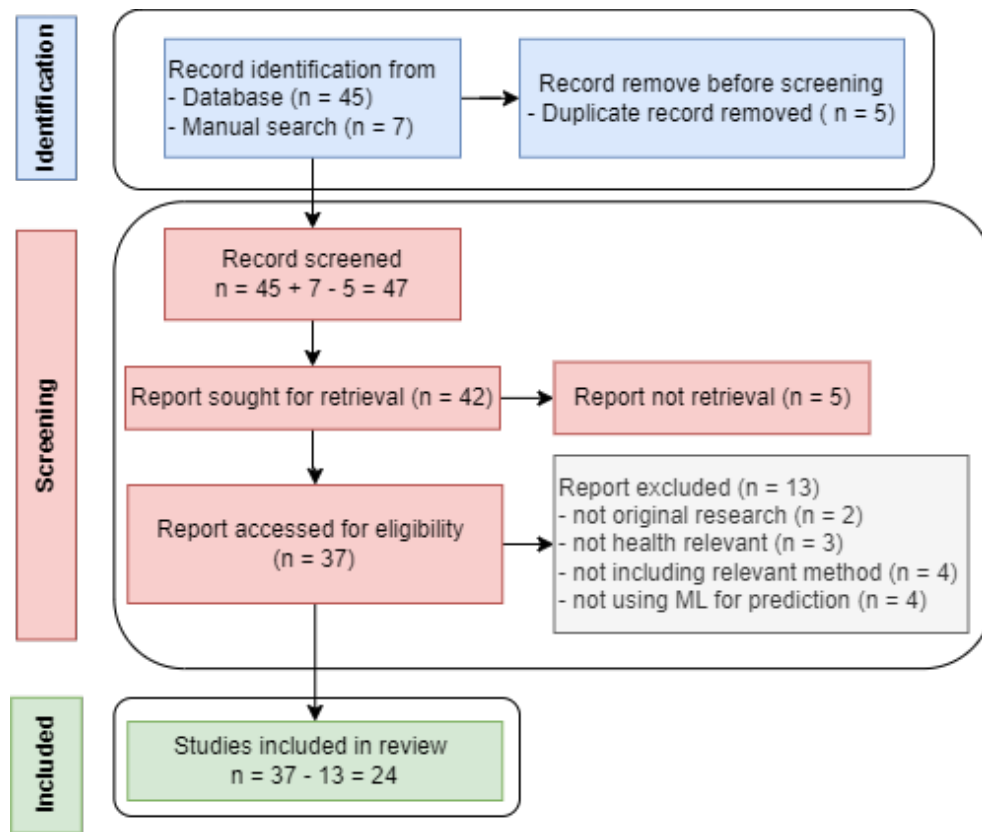 Identification
Record identification from
- Database (n = 45)
- Manual search (n = 7)
Record remove before screening
- Duplicate record removed ( n = 5)
Screening
Record screened
n = 45 + 7 - 5 = 47
Report sought for retrieval (n = 42)
Report not retrieval (n = 5)
Report accessed for eligibility
(n = 37)
Report excluded (n = 13)
- not original research (n = 2)
- not health relevant (n = 3)
- not including relevant method (n = 4)
- not using ML for prediction (n = 4)
Included
Studies included in review
n = 37 - 13 = 24